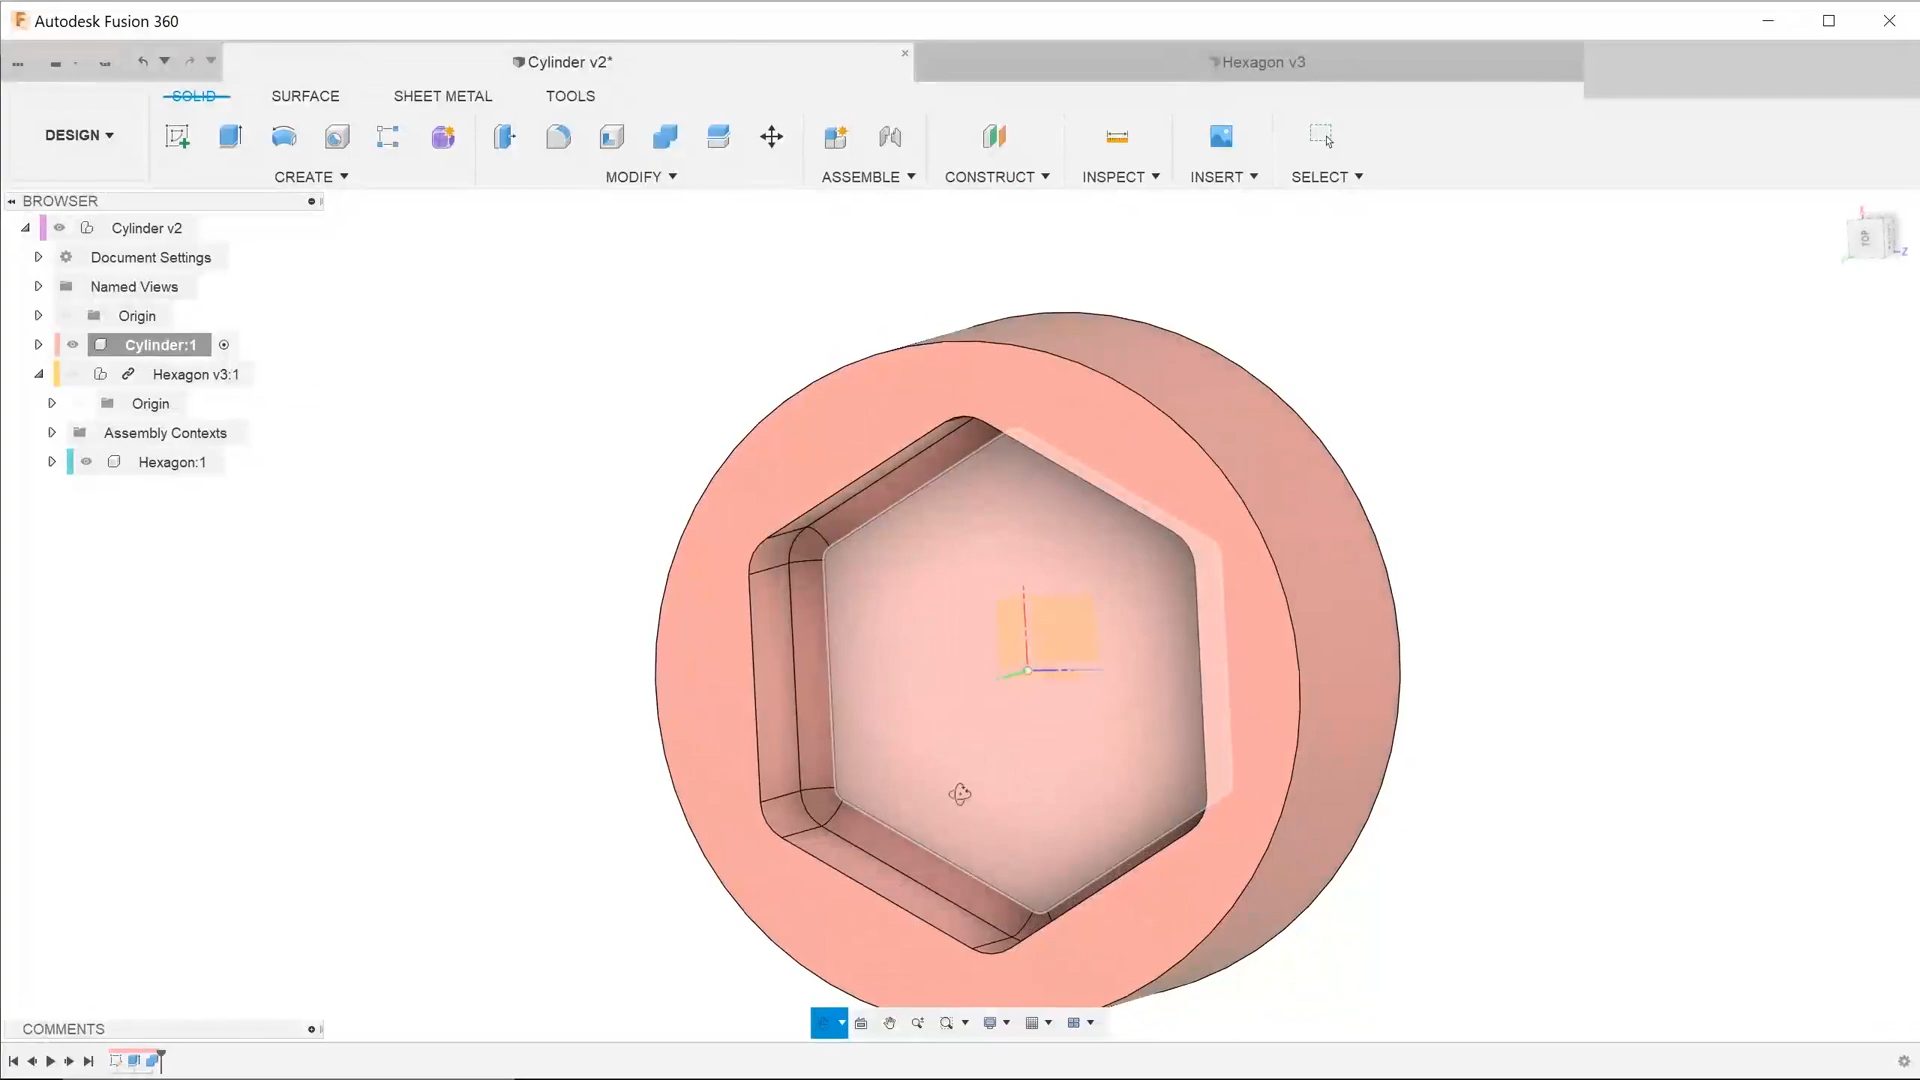 Autodesk Fusion 360
Cylinder v2*
Hexagon v3
SOLID
SURFACE
SHEET METAL
TOOLS
DESIGN
CREATE
MODIFY
ASSEMBLE
CONSTRUCT
INSPECT
INSERT
SELECT
BROWSER
Cylinder v2
Document Settings
Named Views
Origin
Cylinder:1
Hexagon v3:1
Origin
Assembly Contexts
Hexagon:1
TOP
Z
COMMENTS